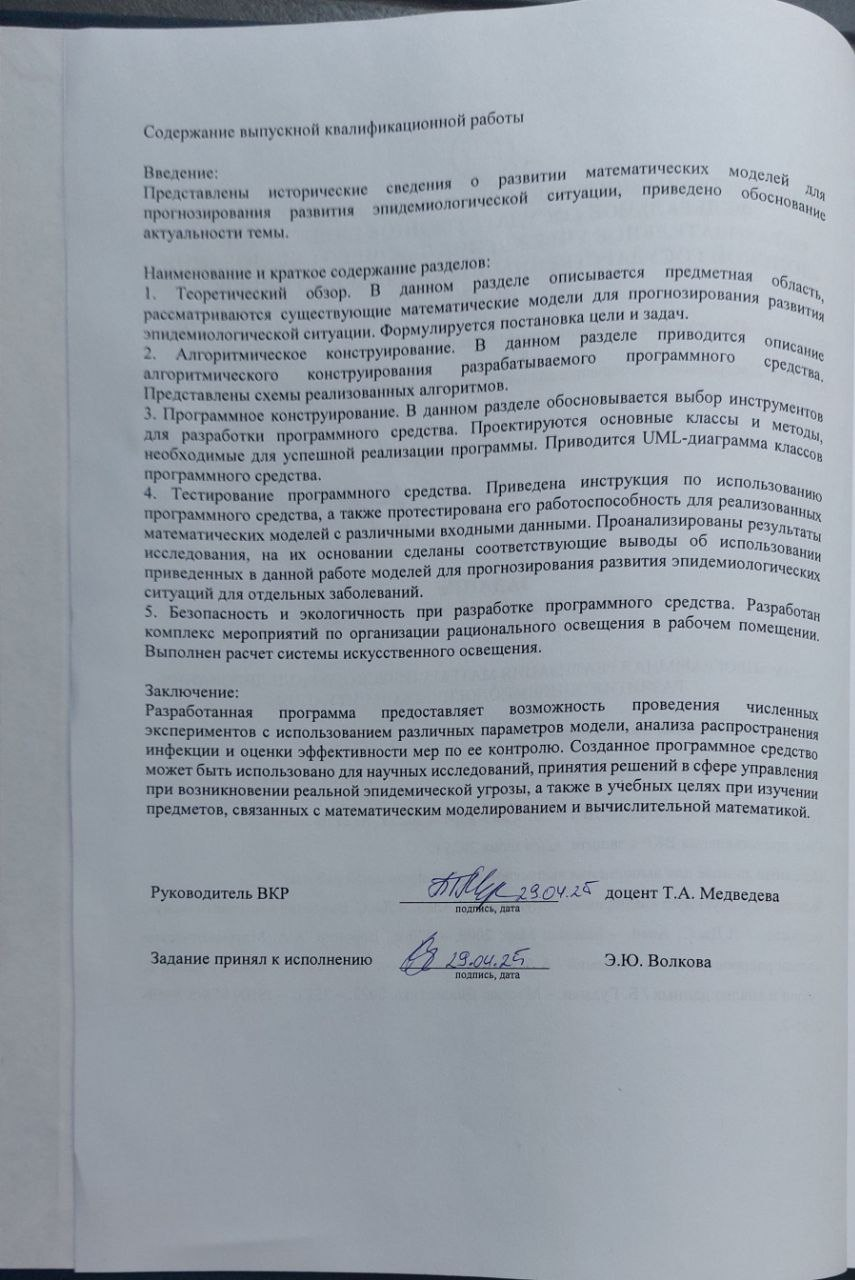 Содержание выпускной квалификационной работы
Введение:
Представлены исторические сведения о развитии математических моделей для
прогнозирования развития эпидемиологической ситуации, приведено обоснование
актуальности темы.
Наименование и краткое содержание разделов:
1. Теоретический обзор. В данном разделе описывается предметная область,
рассматриваются существующие математические модели для прогнозирования развития
эпидемиологической ситуации. Формулируется постановка цели и задач.
2. Алгоритмическое конструирование. В данном разделе приводится описание
алгоритмического конструирования разрабатываемого программного средства.
Представлены схемы реализованных алгоритмов.
3. Программное конструирование. В данном разделе обосновывается выбор инструментов
для разработки программного средства. Проектируются основные классы и методы,
необходимые для успешной реализации программы. Приводится UML-диаграмма классов
программного средства.
4. Тестирование программного средства. Приведена инструкция по использованию
программного средства, а также протестирована его работоспособность для реализованных
математических моделей с различными входными данными. Проанализированы результаты
исследования, на их основании сделаны соответствующие выводы об использовании
приведенных в данной работе моделей для прогнозирования развития эпидемиологических
ситуаций для отдельных заболеваний.
5. Безопасность и экологичность при разработке программного средства. Разработан
комплекс мероприятий по организации рационального освещения в рабочем помещении.
Выполнен расчет системы искусственного освещения.
Заключение:
Разработанная программа предоставляет возможность проведения численных
экспериментов с использованием различных параметров модели, анализа распространения
инфекции и оценки эффективности мер по ее контролю. Созданное программное средство
может быть использовано для научных исследований, принятия решений в сфере управления
при возникновении реальной эпидемической угрозы, а также в учебных целях при изучении
предметов, связанных с математическим моделированием и вычислительной математикой.
Руководитель ВКР 29.04.25 доцент Т.А. Медведева
подпись, дата
Задание принял к исполнению 29.04.25 Э.Ю. Волкова
подпись, дата